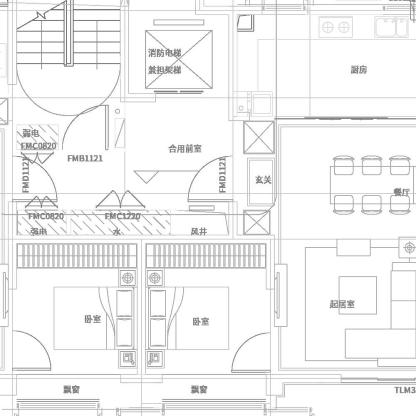 消防电梯
兼担架梯
厨房
弱电
FMC0820
FMB1121
合用前室
FMD1121
FMD1121
玄关
餐厅
FMC0820
FMC1220
强电
水
风井
起居室
卧室
卧室
飘窗
飘窗
TLM3